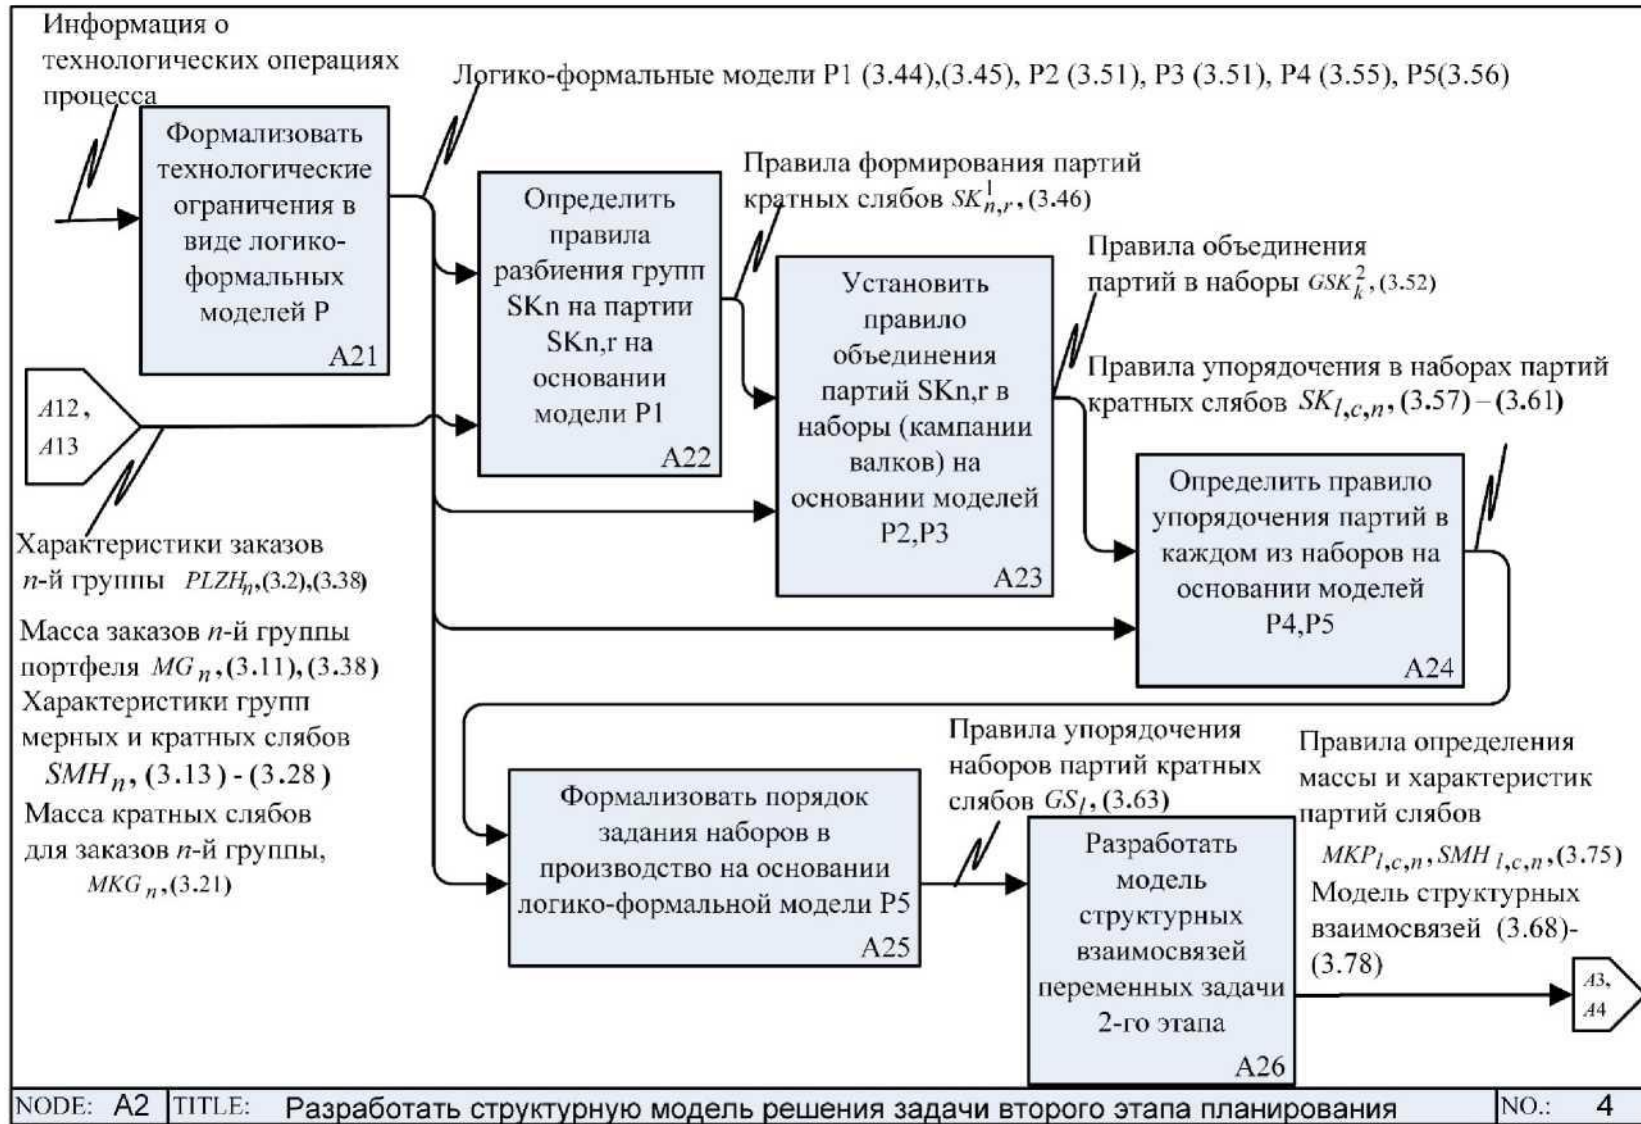 Информация о
технологических операциях
процесса
Логико-формальные модели P1 (3.44),(3.45), P2 (3.51), P3 (3.51), P4 (3.55), P5(3.56)
Формализовать
технологические
ограничения в
виде логико-
формальных
моделей P
A21
Определить
правила
разбиения групп
SKn на партии
SKn,r на
основании
модели P1
A22
Правила формирования партий
кратных слябов SK¹n,r, (3.46)
Установить
правило
объединения
партий SKn,r в
наборы (кампании
валков) на
основании моделей
P2,P3
A23
Правила объединения
партий в наборы GSK²k, (3.52)
Правила упорядочения в наборах партий
кратных слябов SKl,c,n, (3.57) – (3.61)
Определить правило
упорядочения партий в
каждом из наборов на
основании моделей
P4,P5
A24
A12 ,
A13
Характеристики заказов
n-й группы PLZHn,(3.2),(3.38)
Масса заказов n-й группы
портфеля MGn,(3.11),(3.38)
Характеристики групп
мерных и кратных слябов
SMHn, (3.13) - (3.28)
Масса кратных слябов
для заказов n-й группы,
MKGn,(3.21)
Формализовать порядок
задания наборов в
производство на основании
логико-формальной модели P5
A25
Правила упорядочения
наборов партий кратных
слябов GSl, (3.63)
Разработать
модель
структурных
взаимосвязей
переменных задачи
2-го этапа
A26
Правила определения
массы и характеристик
партий слябов
MKPl,c,n, SMHl,c,n,(3.75)
Модель структурных
взаимосвязей (3.68)-
(3.78)
A3,
A4
NODE: A2 TITLE: Разработать структурную модель решения задачи второго этапа планирования NO.: 4